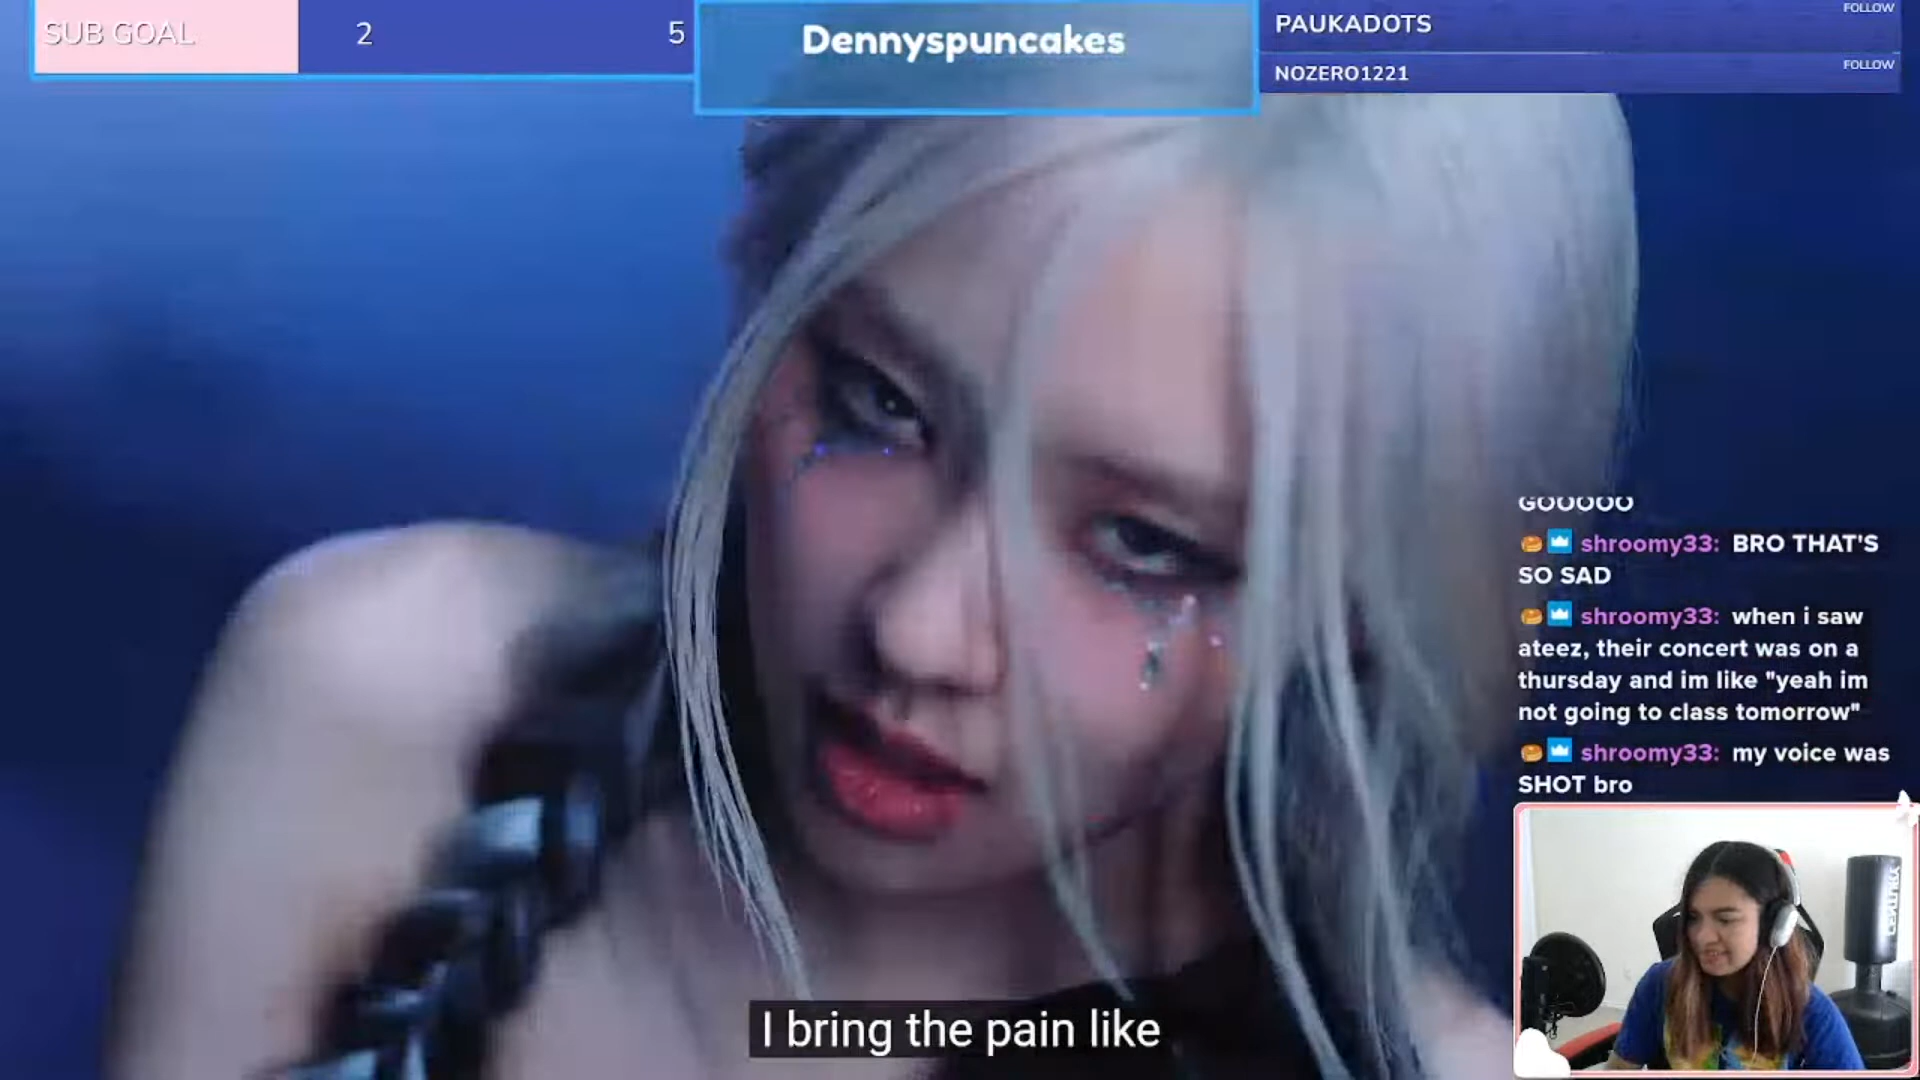 SUB GOAL
2
5
Dennyspuncakes
PAUKADOTS
FOLLOW
NOZERO1221
FOLLOW
GOOOOO
shroomy33: BRO THAT'S
SO SAD
shroomy33: when i saw
ateez, their concert was on a
thursday and im like "yeah im
not going to class tomorrow"
shroomy33: my voice was
SHOT bro
CENTURY
I bring the pain like